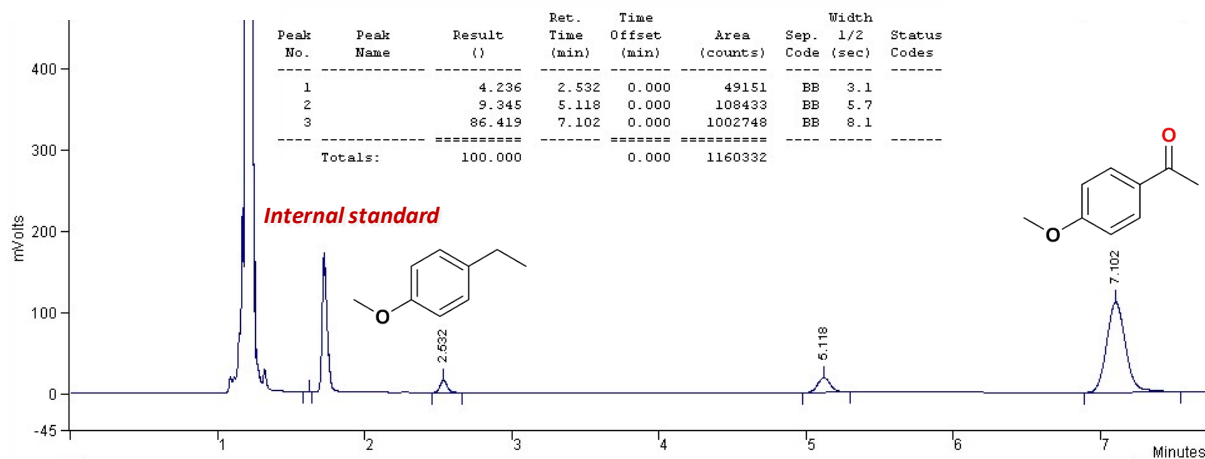 Ret. Time Width
Peak Peak Result Time Offset Area Sep. 1/2 Status
No. Name () (min) (min) (counts) Code (sec) Codes
---- ------------ ---------- ------- ------- ---------- ---- ----- ------
1 4.236 2.532 0.000 49151 BB 3.1
2 9.345 5.118 0.000 108433 BB 5.7
3 86.419 7.102 0.000 1002748 BB 8.1
---- ------------ ========== ------- ======= ========== ---- ----- ------
Totals: 100.000 0.000 1160332
Internal standard
O
O
O
2.532
5.118
7.102
mVolts
400
300
200
100
0
-45
1 2 3 4 5 6 7
Minutes